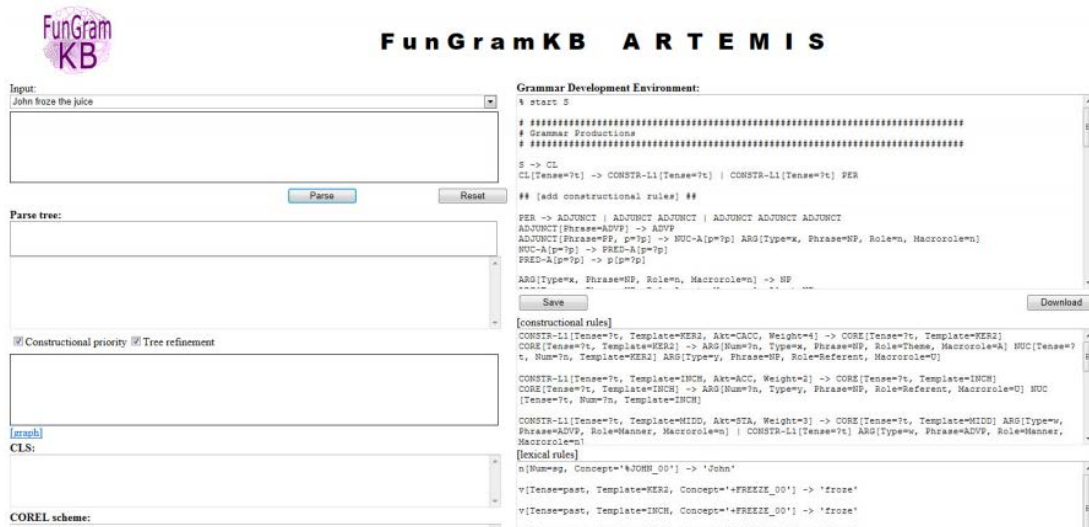 FunGram
KB
FunGramKB ARTEMIS
Input:
John froze the juice
Parse
Reset
Parse tree:
Constructional priority
Tree refinement
[graph]
CLS:
COREL scheme:
Grammar Development Environment:
% start S
# ##############################################################################
# Grammar Productions
# ##############################################################################
S -> CL
CL[Tense=?t] -> CONSTR-L1[Tense=?t] | CONSTR-L1[Tense=?t] PER
## [add constructional rules] ##
PER -> ADJUNCT | ADJUNCT ADJUNCT | ADJUNCT ADJUNCT ADJUNCT
ADJUNCT[Phrase=ADVP] -> ADVP
ADJUNCT[Phrase=PP, p=?p] -> NUC-A[p=?p] ARG[Type=x, Phrase=NP, Role=n, Macrorole=n]
NUC-A[p=?p] -> PRED-A[p=?p]
PRED-A[p=?p] -> p[p=?p]
ARG[Type=x, Phrase=NP, Role=n, Macrorole=n] -> NP
Save
Download
[constructional rules]
CONSTR-L1[Tense=?t, Template=KER2, Akt=CACC, Weight=4] -> CORE[Tense=?t, Template=KER2]
CORE[Tense=?t, Template=KER2] -> ARG[Num=?n, Type=x, Phrase=NP, Role=Theme, Macrorole=A] NUC[Tense=?
t, Num=?n, Template=KER2] ARG[Type=y, Phrase=NP, Role=Referent, Macrorole=U]
CONSTR-L1[Tense=?t, Template=INCH, Akt=ACC, Weight=2] -> CORE[Tense=?t, Template=INCH]
CORE[Tense=?t, Template=INCH] -> ARG[Num=?n, Type=y, Phrase=NP, Role=Referent, Macrorole=U] NUC
[Tense=?t, Num=?n, Template=INCH]
CONSTR-L1[Tense=?t, Template=MIDD, Akt=STA, Weight=3] -> CORE[Tense=?t, Template=MIDD] ARG[Type=w,
Phrase=ADVP, Role=Manner, Macrorole=n] | CONSTR-L1[Tense=?t] ARG[Type=w, Phrase=ADVP, Role=Manner,
Macrorole=n]
[lexical rules]
n[Num=sg, Concept='%JOHN_00'] -> 'John'
v[Tense=past, Template=KER2, Concept='+FREEZE_00'] -> 'froze'
v[Tense=past, Template=INCH, Concept='+FREEZE_00'] -> 'froze'